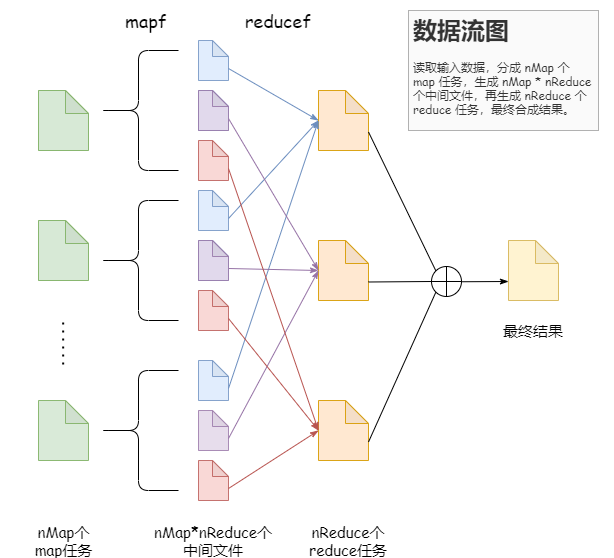 mapf
reducef
数据流图
读取输入数据，分成 nMap 个
map 任务，生成 nMap * nReduce
个中间文件，再生成 nReduce 个
reduce 任务，最终合成结果。
最终结果
nMap个
map任务
nMap*nReduce个
中间文件
nReduce个
reduce任务